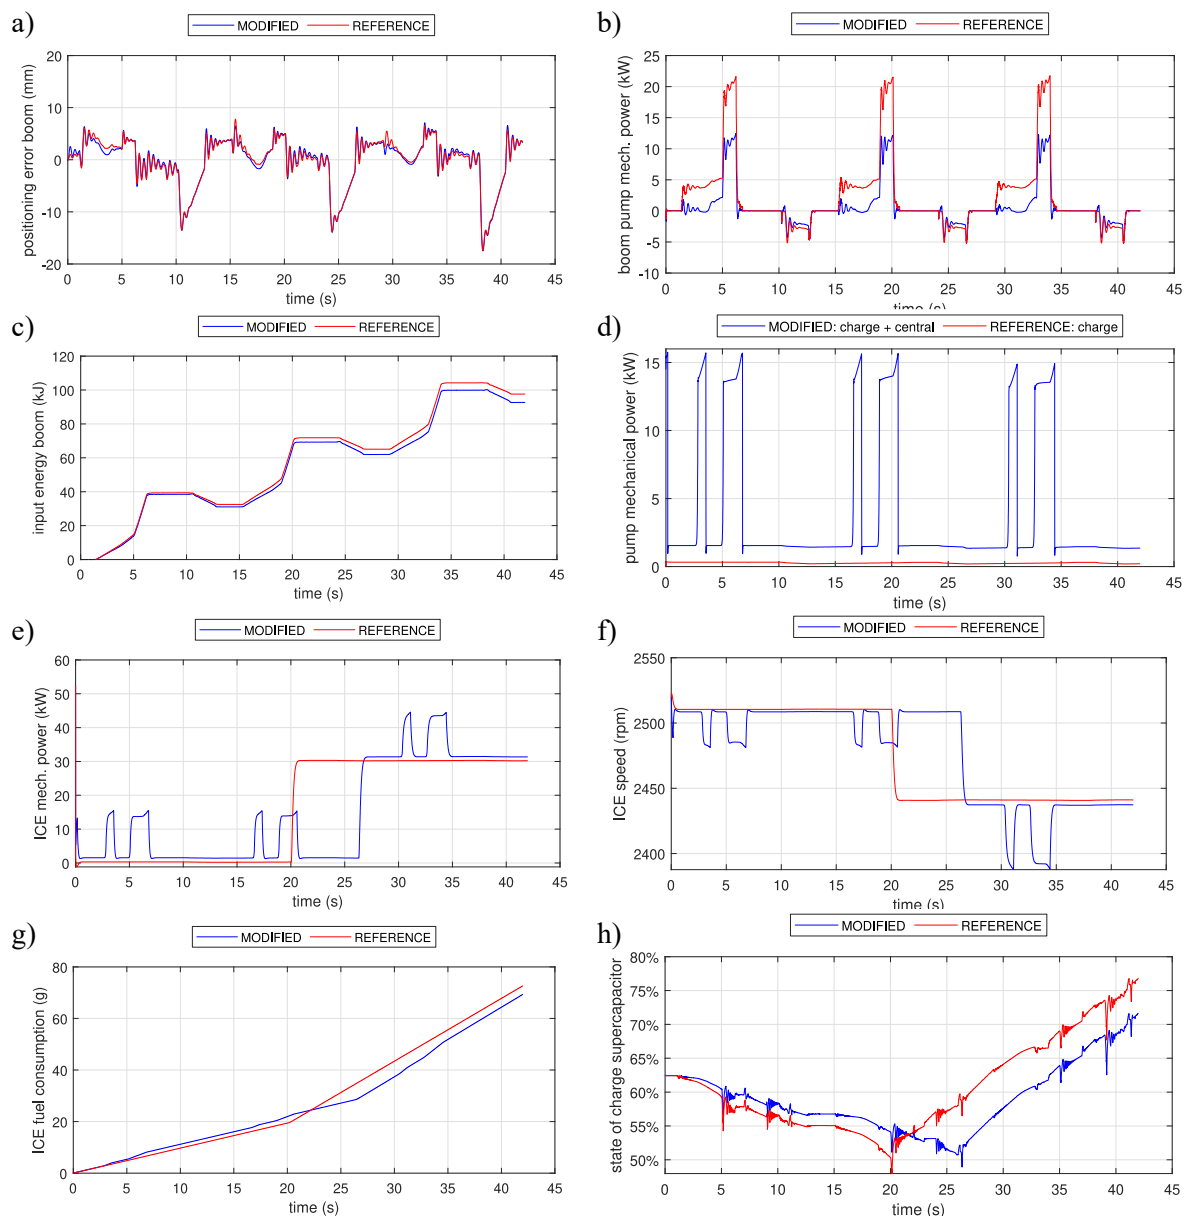 a)
MODIFIED REFERENCE
positioning error boom (mm)
20
10
0
-10
-20
0 5 10 15 20 25 30 35 40 45
time (s)
b)
MODIFIED REFERENCE
boom pump mech. power (kW)
25
20
15
10
5
0
-5
-10
0 5 10 15 20 25 30 35 40 45
time (s)
c)
MODIFIED REFERENCE
input energy boom (kJ)
120
100
80
60
40
20
0
0 5 10 15 20 25 30 35 40 45
time (s)
d)
MODIFIED: charge + central REFERENCE: charge
pump mechanical power (kW)
15
10
5
0
0 5 10 15 20 25 30 35 40 45
time (s)
e)
MODIFIED REFERENCE
ICE mech. power (kW)
60
50
40
30
20
10
0
0 5 10 15 20 25 30 35 40 45
time (s)
f)
MODIFIED REFERENCE
ICE speed (rpm)
2550
2500
2450
2400
0 5 10 15 20 25 30 35 40 45
time (s)
g)
MODIFIED REFERENCE
ICE fuel consumption (g)
80
60
40
20
0
0 5 10 15 20 25 30 35 40 45
time (s)
h)
MODIFIED REFERENCE
state of charge supercapacitor
80%
75%
70%
65%
60%
55%
50%
0 5 10 15 20 25 30 35 40 45
time (s)